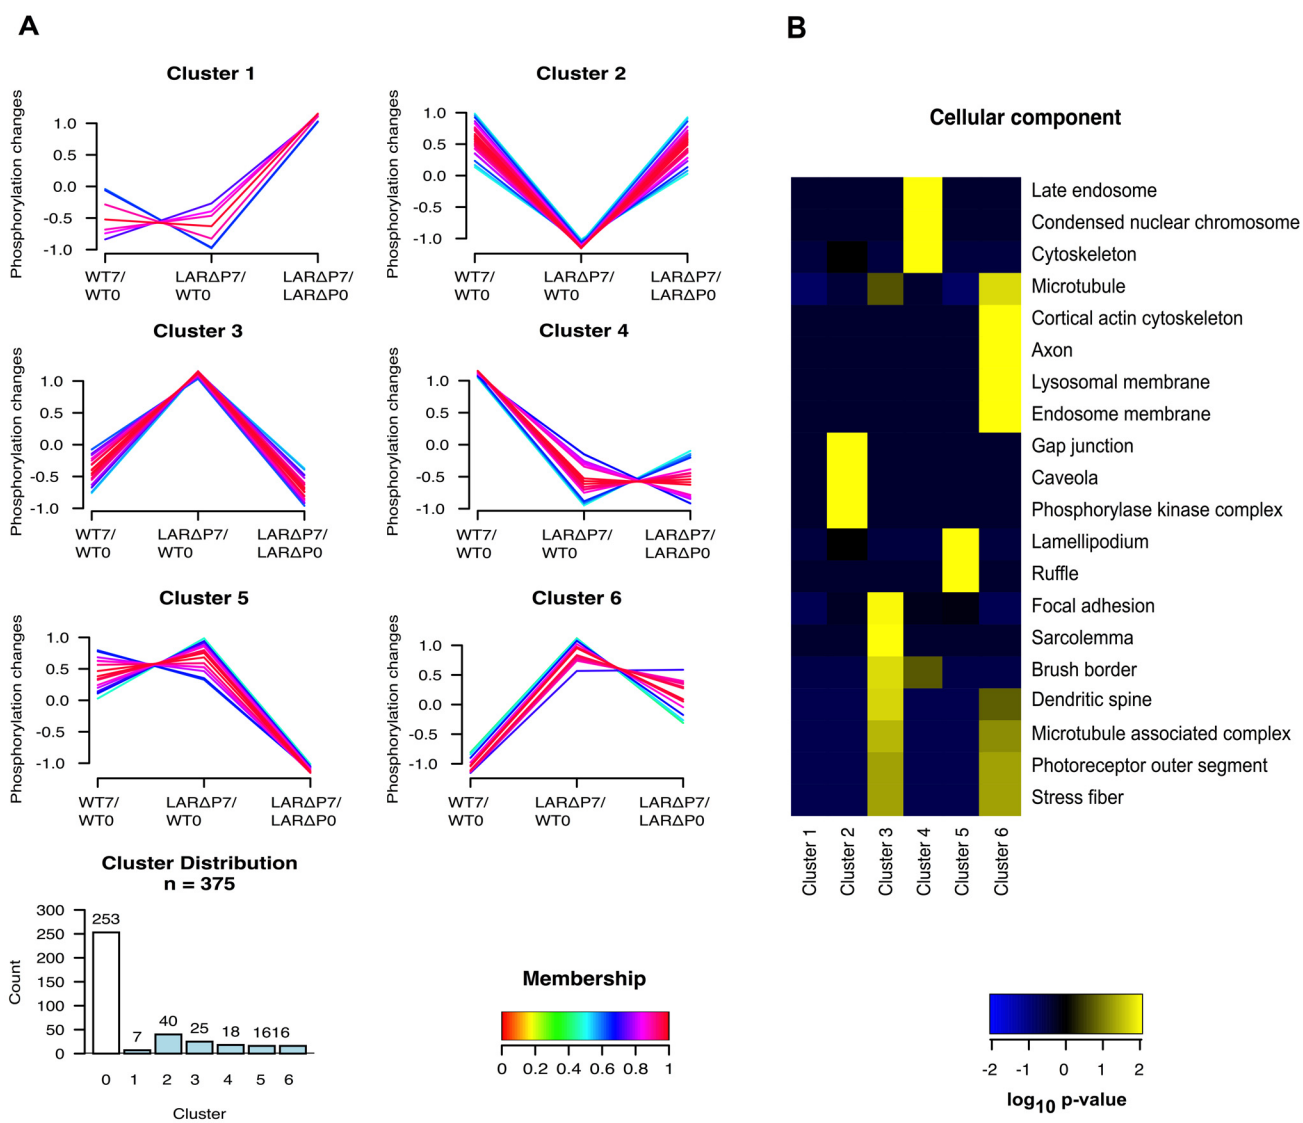 A
Cluster 1
Phosphorylation changes
1.0
0.5
0.0
-0.5
-1.0
WT7/ LARΔP7/ LARΔP7/
WT0 WT0 LARΔP0
Cluster 2
Phosphorylation changes
1.0
0.5
0.0
-0.5
-1.0
WT7/ LARΔP7/ LARΔP7/
WT0 WT0 LARΔP0
Cluster 3
Phosphorylation changes
1.0
0.5
0.0
-0.5
-1.0
WT7/ LARΔP7/ LARΔP7/
WT0 WT0 LARΔP0
Cluster 4
Phosphorylation changes
1.0
0.5
0.0
-0.5
-1.0
WT7/ LARΔP7/ LARΔP7/
WT0 WT0 LARΔP0
Cluster 5
Phosphorylation changes
1.0
0.5
0.0
-0.5
-1.0
WT7/ LARΔP7/ LARΔP7/
WT0 WT0 LARΔP0
Cluster 6
Phosphorylation changes
1.0
0.5
0.0
-0.5
-1.0
WT7/ LARΔP7/ LARΔP7/
WT0 WT0 LARΔP0
Cluster Distribution
n = 375
Count
300
250
200
150
100
50
0
253 7 40 25 18 16 16
0 1 2 3 4 5 6
Cluster
Membership
0 0.2 0.4 0.6 0.8 1
B
Cellular component
Late endosome
Condensed nuclear chromosome
Cytoskeleton
Microtubule
Cortical actin cytoskeleton
Axon
Lysosomal membrane
Endosome membrane
Gap junction
Caveola
Phosphorylase kinase complex
Lamellipodium
Ruffle
Focal adhesion
Sarcolemma
Brush border
Dendritic spine
Microtubule associated complex
Photoreceptor outer segment
Stress fiber
Cluster 1
Cluster 2
Cluster 3
Cluster 4
Cluster 5
Cluster 6
-2 -1 0 1 2
log10 p-value